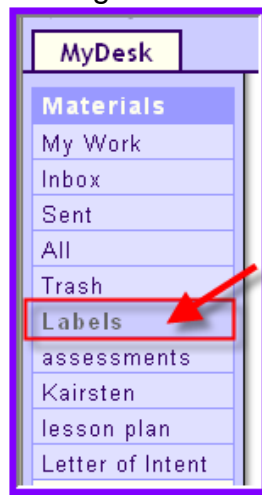 MyDesk
Materials
My Work
Inbox
Sent
All
Trash
Labels
assessments
Kairsten
lesson plan
Letter of Intent